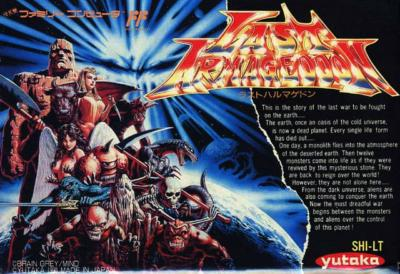 ファミリーコンピュータ FF
LAST
ARMAGEDDON
ラストハルマゲドン
This is the story of the last war to be fought
on the earth.....
The earth, once an oasis of the cold universe,
is now a dead planet. Every single life form
has died out.....
One day, a monolith flies into the atmosphere
of the deserted earth. Then twelve
monsters come into life as if they were
revived by this mysterious stone. They
are back to reign over the world!
However, they are not alone here.....
From the dark universe, aliens are
also coming to conquer the earth.
Now the most dreadful war
begins between the monsters
and aliens over the control
of this planet!
SHI-LT
yutaka
©BRAIN GREY/MIND
©YUTAKA
MADE IN JAPAN